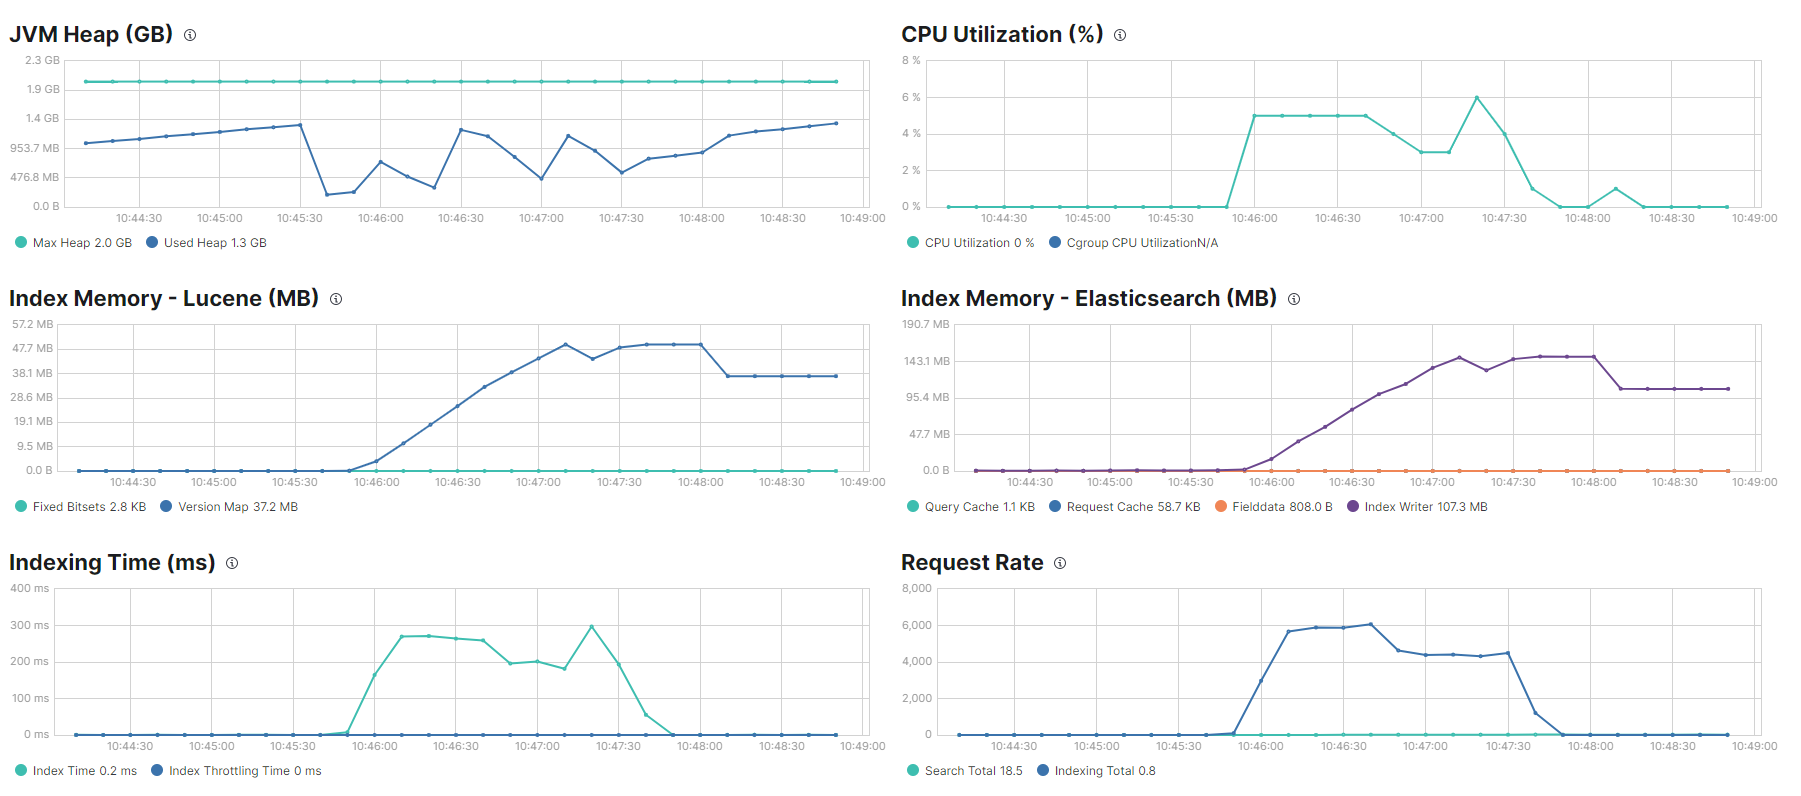 JVM Heap (GB)
2.3 GB
1.9 GB
1.4 GB
953.7 MB
476.8 MB
0.0 B
10:44:30 10:45:00 10:45:30 10:46:00 10:46:30 10:47:00 10:47:30 10:48:00 10:48:30 10:49:00
Max Heap 2.0 GB Used Heap 1.3 GB
CPU Utilization (%)
8 %
6 %
4 %
2 %
0 %
10:44:30 10:45:00 10:45:30 10:46:00 10:46:30 10:47:00 10:47:30 10:48:00 10:48:30 10:49:00
CPU Utilization 0 % Cgroup CPU UtilizationN/A
Index Memory - Lucene (MB)
57.2 MB
47.7 MB
38.1 MB
28.6 MB
19.1 MB
9.5 MB
0.0 B
10:44:30 10:45:00 10:45:30 10:46:00 10:46:30 10:47:00 10:47:30 10:48:00 10:48:30 10:49:00
Fixed Bitsets 2.8 KB Version Map 37.2 MB
Index Memory - Elasticsearch (MB)
190.7 MB
143.1 MB
95.4 MB
47.7 MB
0.0 B
10:44:30 10:45:00 10:45:30 10:46:00 10:46:30 10:47:00 10:47:30 10:48:00 10:48:30 10:49:00
Query Cache 1.1 KB Request Cache 58.7 KB Fielddata 808.0 B Index Writer 107.3 MB
Indexing Time (ms)
400 ms
300 ms
200 ms
100 ms
0 ms
10:44:30 10:45:00 10:45:30 10:46:00 10:46:30 10:47:00 10:47:30 10:48:00 10:48:30 10:49:00
Index Time 0.2 ms Index Throttling Time 0 ms
Request Rate
8,000
6,000
4,000
2,000
0
10:44:30 10:45:00 10:45:30 10:46:00 10:46:30 10:47:00 10:47:30 10:48:00 10:48:30 10:49:00
Search Total 18.5 Indexing Total 0.8